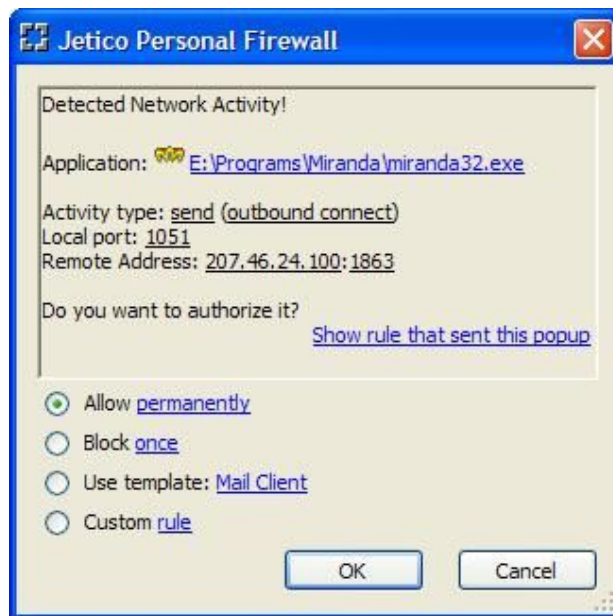 Jetico Personal Firewall
Detected Network Activity!
Application: E:\Programs\Miranda\miranda32.exe
Activity type: send (outbound connect)
Local port: 1051
Remote Address: 207.46.24.100:1863
Do you want to authorize it?
Show rule that sent this popup
Allow permanently
Block once
Use template: Mail Client
Custom rule
OK Cancel